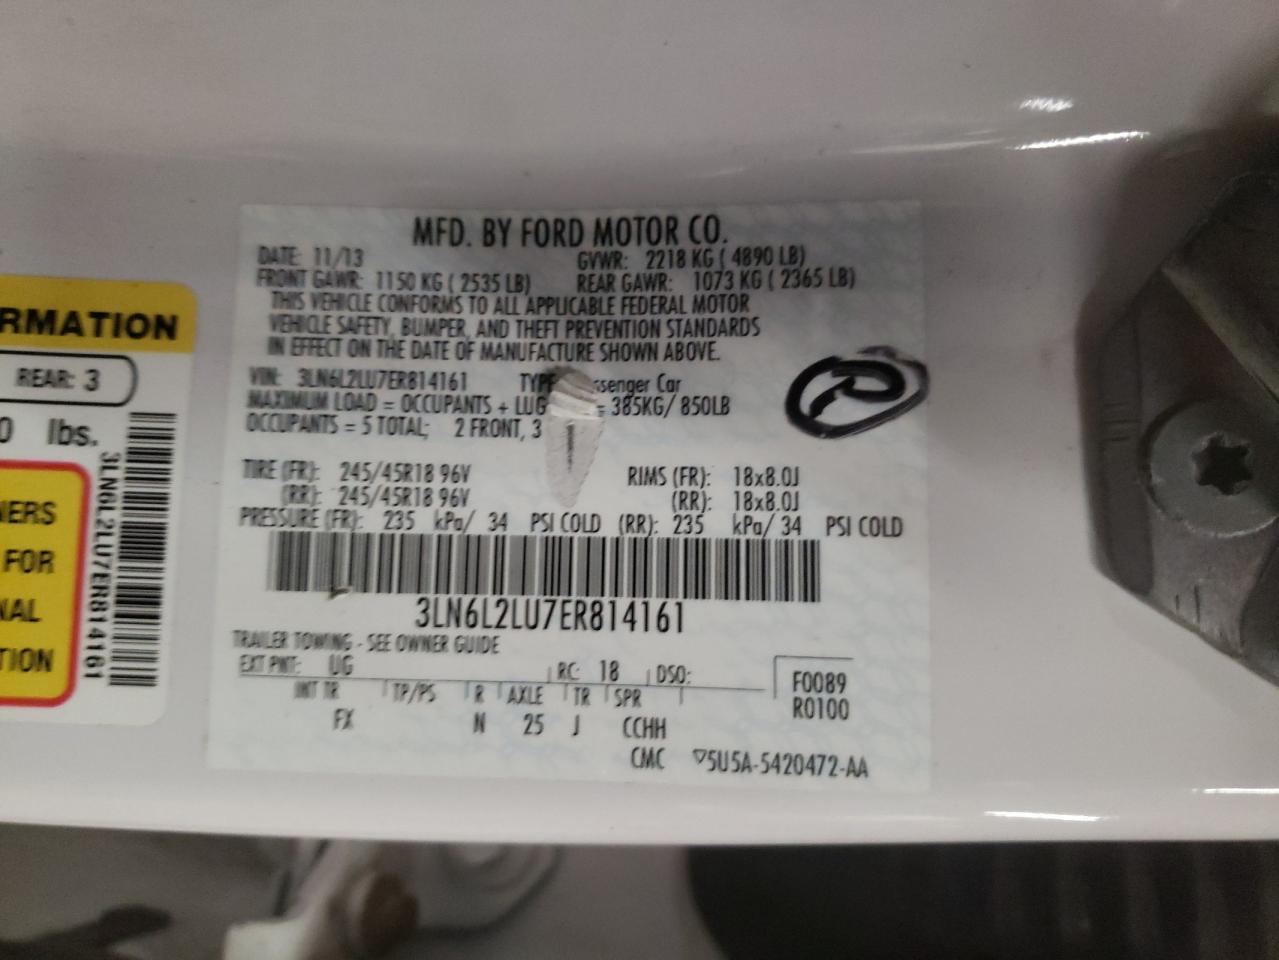 MFD. BY FORD MOTOR CO.
DATE: 11/13 GVWR: 2218 KG ( 4890 LB)
FRONT GAWR: 1150 KG ( 2535 LB) REAR GAWR: 1073 KG ( 2365 LB)
THIS VEHICLE CONFORMS TO ALL APPLICABLE FEDERAL MOTOR
VEHICLE SAFETY, BUMPER, AND THEFT PREVENTION STANDARDS
IN EFFECT ON THE DATE OF MANUFACTURE SHOWN ABOVE.
VIN: 3LN6L2LU7ER814161 TYPE ssenger Car
MAXIMUM LOAD = OCCUPANTS + LUG = 385KG/ 850LB
OCCUPANTS = 5 TOTAL; 2 FRONT, 3
TIRE (FR): 245/45R18 96V RIMS (FR): 18x8.0J
(RR): 245/45R18 96V (RR): 18x8.0J
PRESSURE (FR): 235 kPa/ 34 PSI COLD (RR): 235 kPa/ 34 PSI COLD
3LN6L2LU7ER814161
TRAILER TOWING - SEE OWNER GUIDE
EXT PNT: UG RC: 18 DSO:
INT TR TP/PS R AXLE TR SPR
FX N 25 J CCHH
F0089
R0100
CMC ▽5U5A-5420472-AA
RMATION
REAR: 3
0 lbs.
NERS
FOR
NAL
TION
3LN6L2LU7ER814161